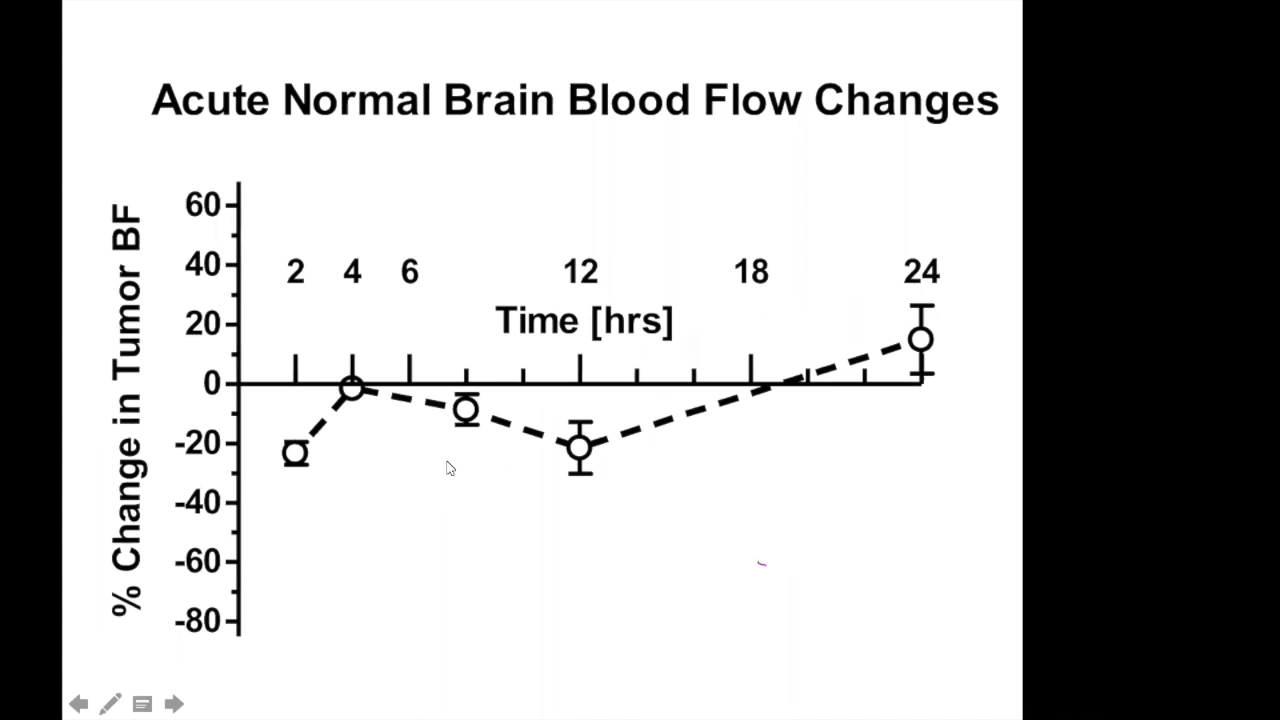 Acute Normal Brain Blood Flow Changes
% Change in Tumor BF
60
40
20
0
-20
-40
-60
-80
2 4 6 12 18 24
Time [hrs]